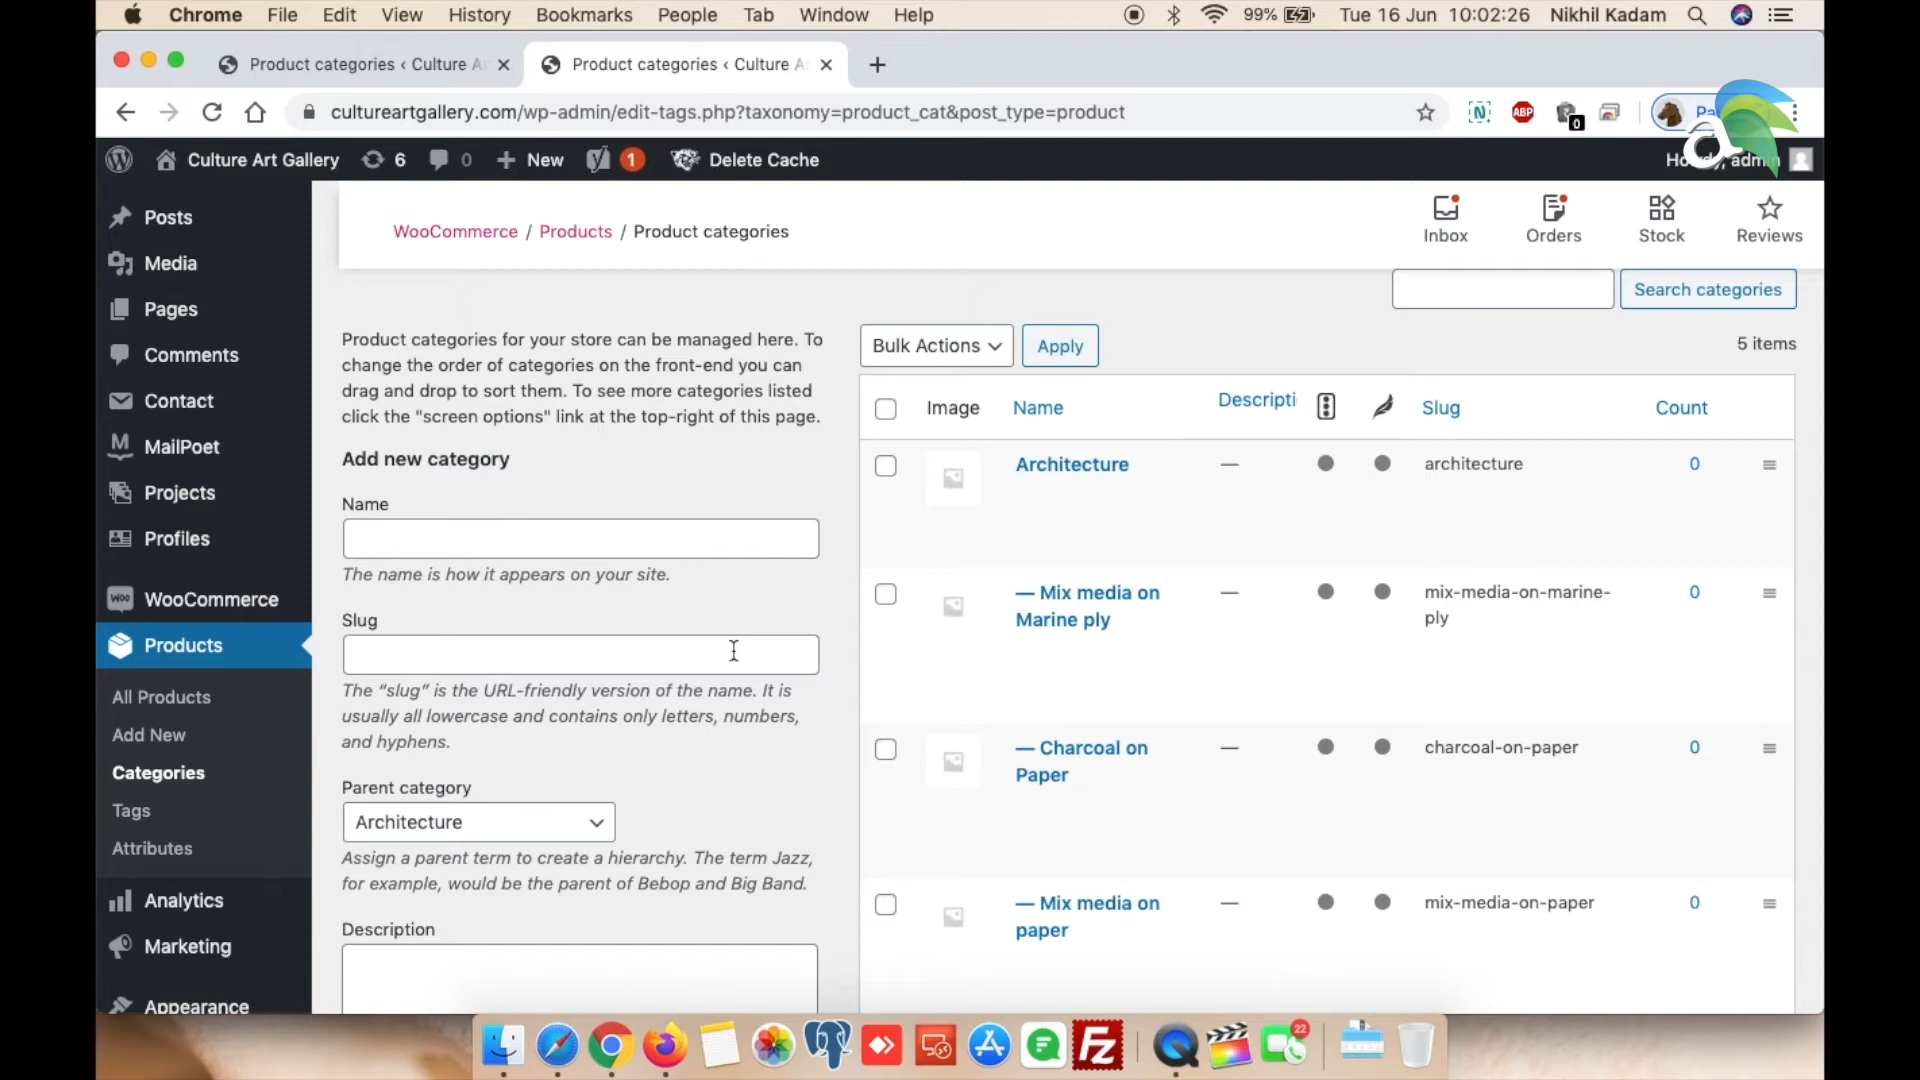 Chrome File Edit View History Bookmarks People Tab Window Help 99% Tue 16 Jun 10:02:26 Nikhil Kadam
Product categories ‹ Culture A Product categories ‹ Culture A
cultureartgallery.com/wp-admin/edit-tags.php?taxonomy=product_cat&post_type=product ABP 0 Pa
Culture Art Gallery 6 0 New 1 Delete Cache admin
Posts
Media
Pages
Comments
Contact
MailPoet
Projects
Profiles
WooCommerce
Products
All Products
Add New
Categories
Tags
Attributes
Analytics
Marketing
Appearance
WooCommerce / Products / Product categories
Inbox Orders Stock Reviews
Search categories
Product categories for your store can be managed here. To
change the order of categories on the front-end you can
drag and drop to sort them. To see more categories listed
click the "screen options" link at the top-right of this page.
Add new category
Name
The name is how it appears on your site.
Slug
The “slug” is the URL-friendly version of the name. It is
usually all lowercase and contains only letters, numbers,
and hyphens.
Parent category
Architecture
Assign a parent term to create a hierarchy. The term Jazz,
for example, would be the parent of Bebop and Big Band.
Description
Bulk Actions Apply 5 items
Image Name Descripti Slug Count
Architecture — architecture 0
— Mix media on — mix-media-on-marine- 0
Marine ply ply
— Charcoal on — charcoal-on-paper 0
Paper
— Mix media on — mix-media-on-paper 0
paper
22